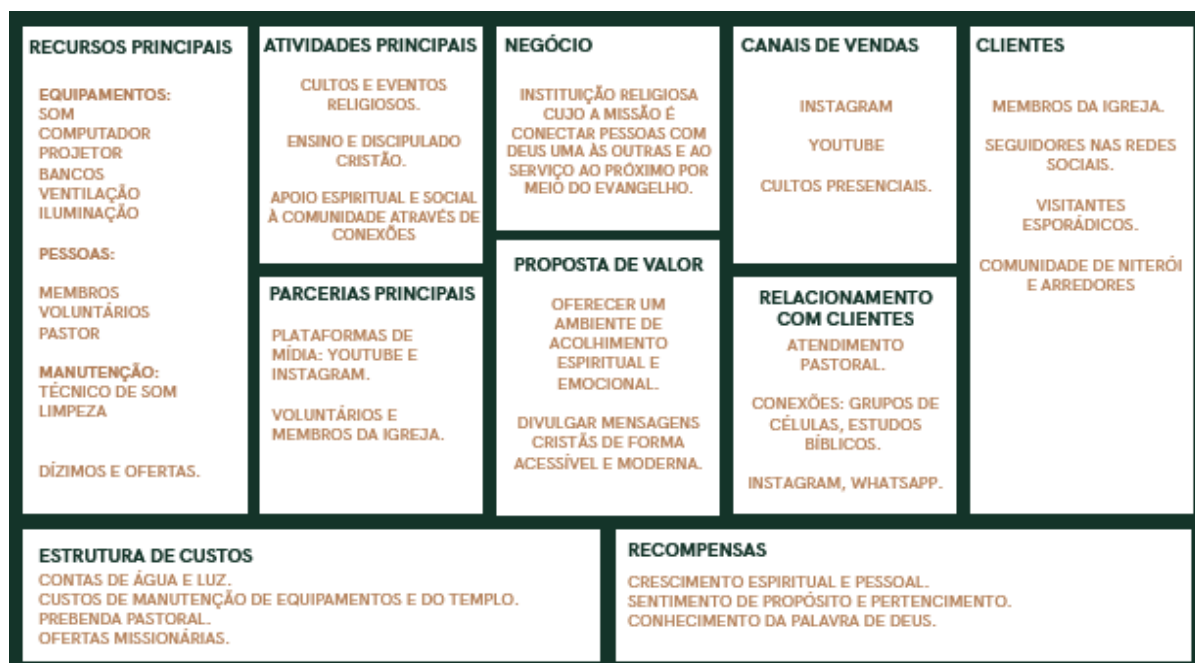 RECURSOS PRINCIPAIS
EQUIPAMENTOS:
SOM
COMPUTADOR
PROJETOR
BANCOS
VENTILAÇÃO
ILUMINAÇÃO
PESSOAS:
MEMBROS
VOLUNTÁRIOS
PASTOR
MANUTENÇÃO:
TÉCNICO DE SOM
LIMPEZA
DÍZIMOS E OFERTAS.
ATIVIDADES PRINCIPAIS
CULTOS E EVENTOS
RELIGIOSOS.
ENSINO E DISCIPULADO
CRISTÃO.
APOIO ESPIRITUAL E SOCIAL
À COMUNIDADE ATRAVÉS DE
CONEXÕES
PARCERIAS PRINCIPAIS
PLATAFORMAS DE
MÍDIA: YOUTUBE E
INSTAGRAM.
VOLUNTÁRIOS E
MEMBROS DA IGREJA.
NEGÓCIO
INSTITUIÇÃO RELIGIOSA
CUJO A MISSÃO É
CONECTAR PESSOAS COM
DEUS UMA ÀS OUTRAS E AO
SERVIÇO AO PRÓXIMO POR
MEIO DO EVANGELHO.
PROPOSTA DE VALOR
OFERECER UM
AMBIENTE DE
ACOLHIMENTO
ESPIRITUAL E
EMOCIONAL.
DIVULGAR MENSAGENS
CRISTÃS DE FORMA
ACESSÍVEL E MODERNA.
CANAIS DE VENDAS
INSTAGRAM
YOUTUBE
CULTOS PRESENCIAIS.
RELACIONAMENTO
COM CLIENTES
ATENDIMENTO
PASTORAL.
CONEXÕES: GRUPOS DE
CÉLULAS, ESTUDOS
BÍBLICOS.
INSTAGRAM, WHATSAPP.
CLIENTES
MEMBROS DA IGREJA.
SEGUIDORES NAS REDES
SOCIAIS.
VISITANTES
ESPORÁDICOS.
COMUNIDADE DE NITERÓI
E ARREDORES
ESTRUTURA DE CUSTOS
CONTAS DE ÁGUA E LUZ.
CUSTOS DE MANUTENÇÃO DE EQUIPAMENTOS E DO TEMPLO.
PREBENDA PASTORAL.
OFERTAS MISSIONÁRIAS.
RECOMPENSAS
CRESCIMENTO ESPIRITUAL E PESSOAL.
SENTIMENTO DE PROPÓSITO E PERTENCIMENTO.
CONHECIMENTO DA PALAVRA DE DEUS.